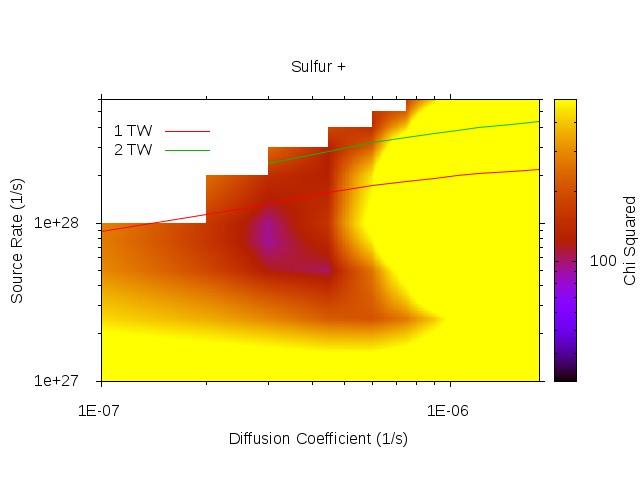 Sulfur +
1 TW
2 TW
Source Rate (1/s)
1e+28
1e+27
1E-07
1E-06
Diffusion Coefficient (1/s)
100
Chi Squared